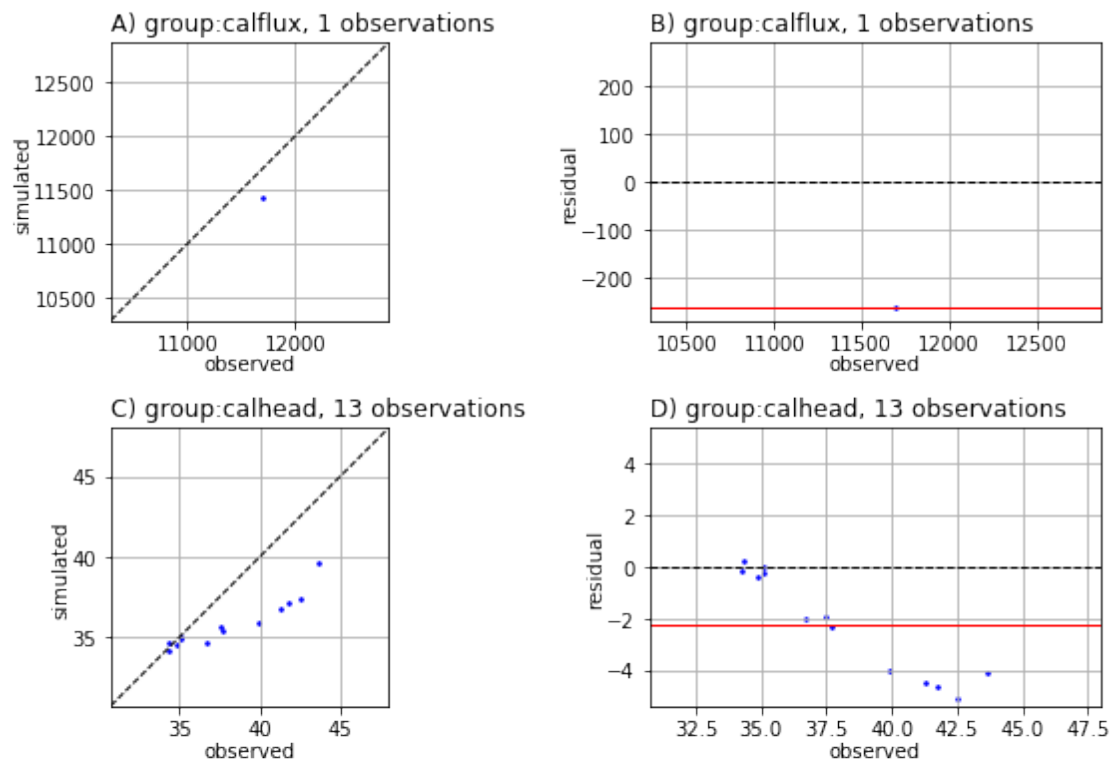 A) group:calflux, 1 observations
12500
12000
11500
11000
10500
simulated
11000 12000
observed
B) group:calflux, 1 observations
200
100
0
−100
−200
residual
10500 11000 11500 12000 12500
observed
C) group:calhead, 13 observations
45
40
35
simulated
35 40 45
observed
D) group:calhead, 13 observations
4
2
0
−2
−4
residual
32.5 35.0 37.5 40.0 42.5 45.0 47.5
observed